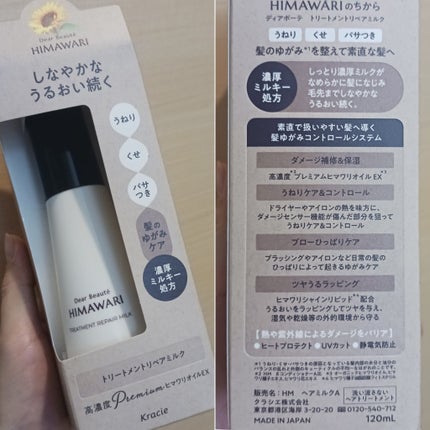 Dear Beauté
HIMAWARI
しなやかな
うるおい続く
うねり
くせ
パサつき
髪の
ゆがみ
ケア
濃厚
ミルキー
処方
Dear Beauté
HIMAWARI
TREATMENT REPAIR MILK
トリートメントリペアミルク
高濃度PremiumヒマワリオイルEX
Kracie
HIMAWARIのちから
ディアボーテ トリートメントリペアミルク
うねり くせ パサつき
髪のゆがみ*¹を整えて素直な髪へ
濃厚
ミルキー
処方
しっとり濃厚ミルクが
なめらかに髪になじみ
毛先までしなやかな
うるおい続く。
素直で扱いやすい髪へ導く
髪ゆがみコントロールシステム
ダメージ補修&保湿
高濃度*²プレミアムヒマワリオイルEX*³
うねりケア&コントロール
ドライヤーやアイロンの熱を味方に、
ダメージセンサー機能が傷んだ部分を狙って
うねりケア&コントロール
ブローひっぱりケア
ブラッシングやアイロンなど日常の髪の
ひっぱりによって起きるゆがみケア
ツヤうるラッピング
ヒマワリシャインリピッド*⁴配合
うるおいをラッピングしてツヤを与え、
湿気や乾燥等の外的環境から守る
【熱や紫外線によるダメージをバリア】
●ヒートプロテクト ●UVカット ●静電気防止
販売名:HM ヘアミルクA
クラシエ株式会社
東京都港区海岸3-20-20
0120-540-712
洗い流さない
ヘアトリートメント
MADE IN JAPAN
120mL